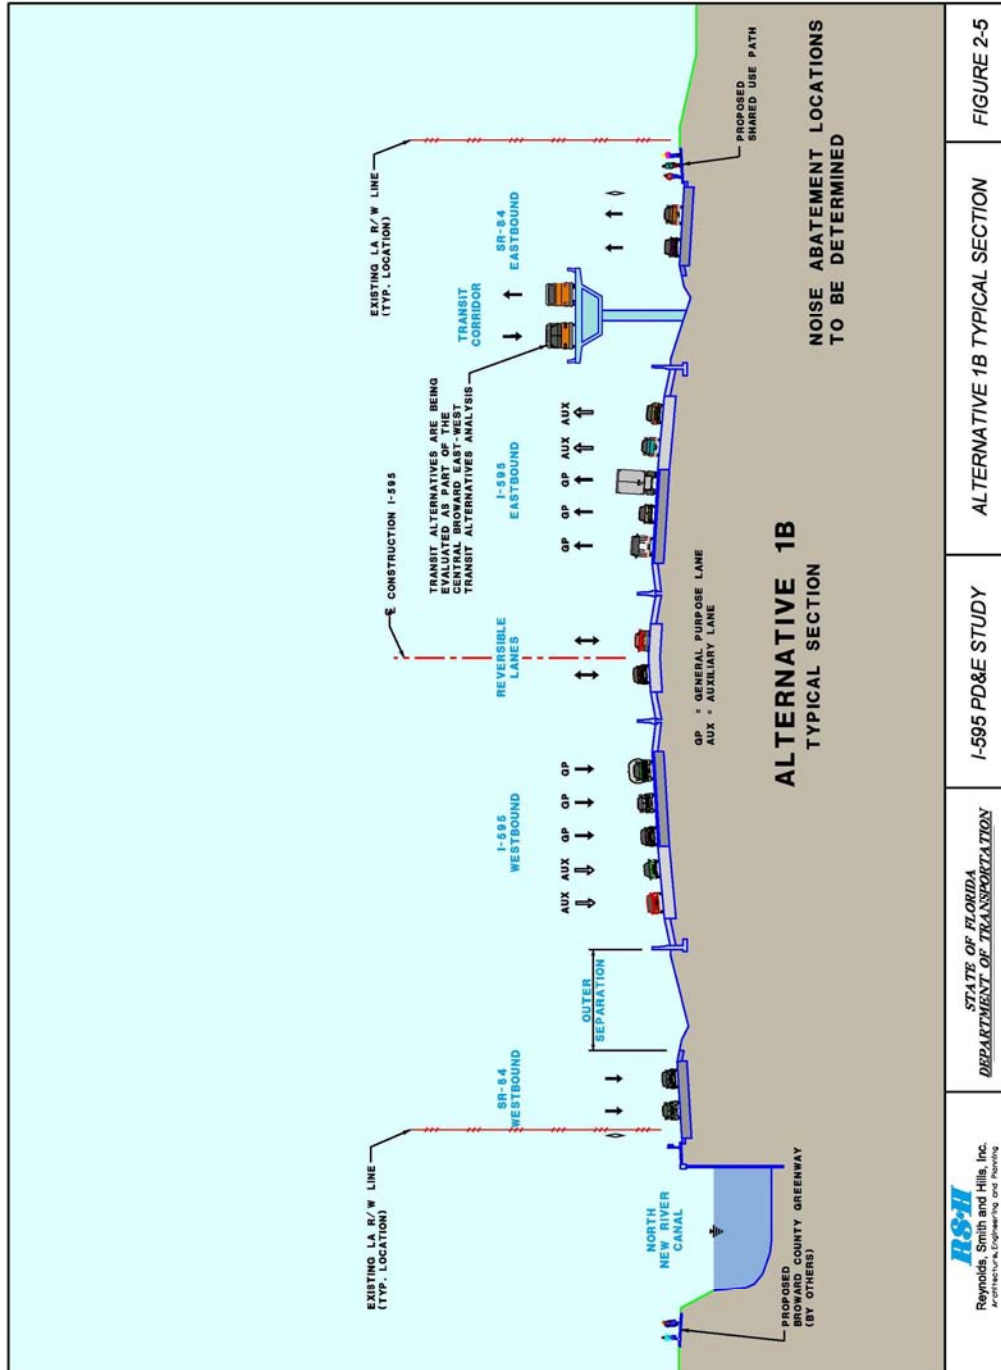 EXISTING LA R/W LINE
(TYP. LOCATION)
NORTH
NEW RIVER
CANAL
PROPOSED
BROWARD COUNTY GREENWAY
(BY OTHERS)
SR-84
WESTBOUND
OUTER
SEPARATION
I-595
WESTBOUND
AUX AUX GP GP GP
REVERSIBLE
LANES
℄ CONSTRUCTION I-595
TRANSIT ALTERNATIVES ARE BEING
EVALUATED AS PART OF THE
CENTRAL BROWARD EAST-WEST
TRANSIT ALTERNATIVES ANALYSIS
I-595
EASTBOUND
GP GP GP AUX AUX
TRANSIT
CORRIDOR
SR-84
EASTBOUND
EXISTING LA R/W LINE
(TYP. LOCATION)
PROPOSED
SHARED USE PATH
GP = GENERAL PURPOSE LANE
AUX = AUXILIARY LANE
ALTERNATIVE 1B
TYPICAL SECTION
NOISE ABATEMENT LOCATIONS
TO BE DETERMINED
RS&H
Reynolds, Smith and Hills, Inc.
Architecture, Engineering and Planning
STATE OF FLORIDA
DEPARTMENT OF TRANSPORTATION
I-595 PD&E STUDY
ALTERNATIVE 1B TYPICAL SECTION
FIGURE 2-5